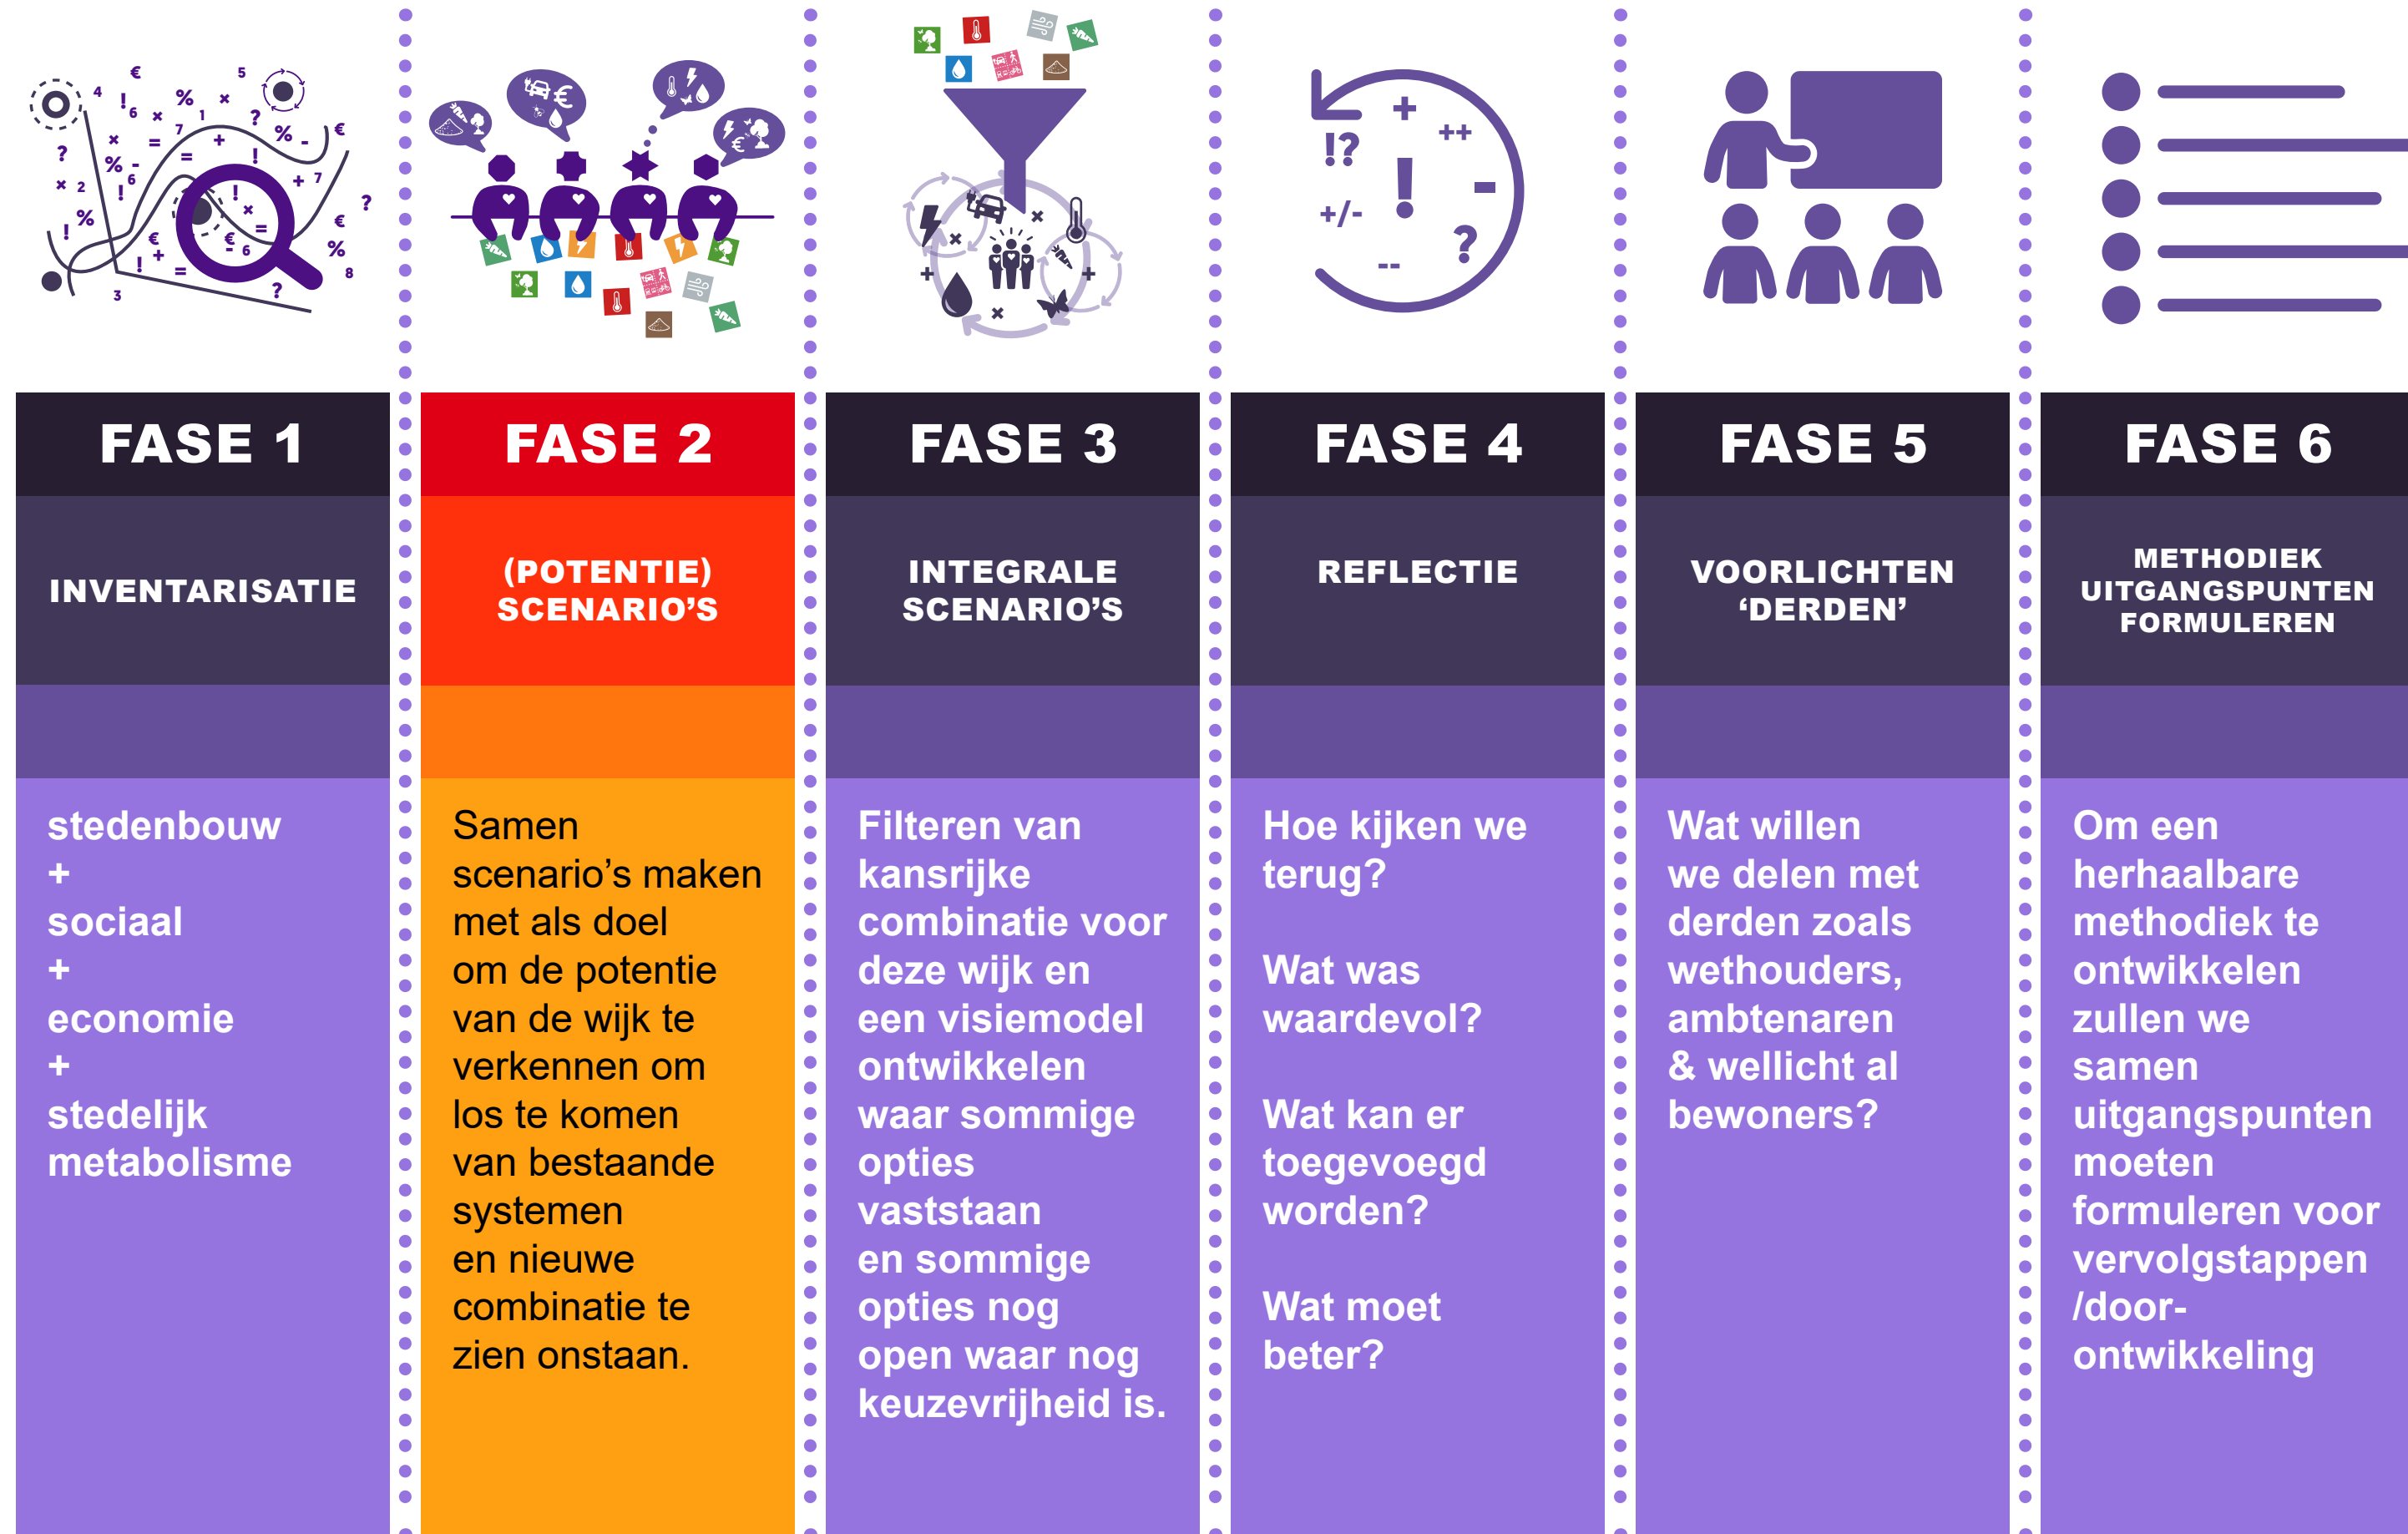 FASE 1
INVENTARISATIE
stedenbouw
+
sociaal
+
economie
+
stedelijk
metabolisme
FASE 2
(POTENTIE)
SCENARIO’S
Samen
scenario’s maken
met als doel
om de potentie
van de wijk te
verkennen om
los te komen
van bestaande
systemen
en nieuwe
combinatie te
zien onstaan.
FASE 3
INTEGRALE
SCENARIO’S
Filteren van
kansrijke
combinatie voor
deze wijk en
een visiemodel
ontwikkelen
waar sommige
opties
vaststaan
en sommige
opties nog
open waar nog
keuzevrijheid is.
FASE 4
REFLECTIE
Hoe kijken we
terug?
Wat was
waardevol?
Wat kan er
toegevoegd
worden?
Wat moet
beter?
FASE 5
VOORLICHTEN
‘DERDEN’
Wat willen
we delen met
derden zoals
wethouders,
ambtenaren
& wellicht al
bewoners?
FASE 6
METHODIEK
UITGANGSPUNTEN
FORMULEREN
Om een
herhaalbare
methodiek te
ontwikkelen
zullen we
samen
uitgangspunten
moeten
formuleren voor
vervolgstappen
/door-
ontwikkeling